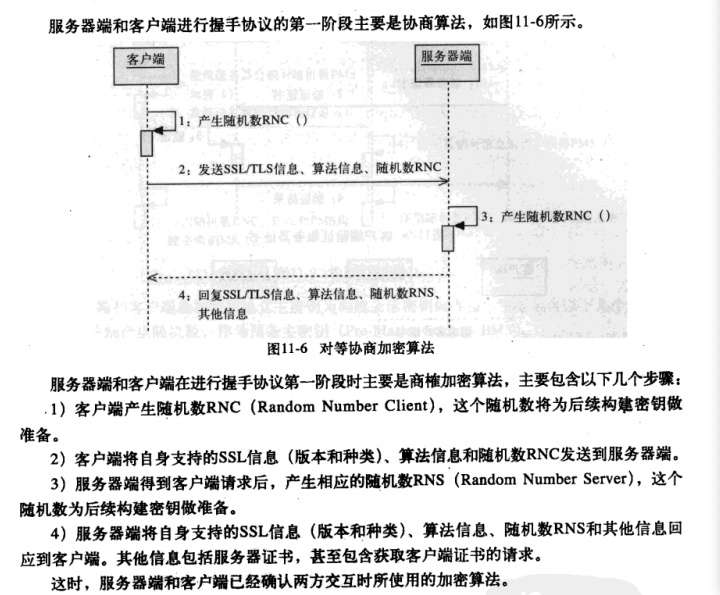 服务器端和客户端进行握手协议的第一阶段主要是协商算法，如图11-6所示。
客户端
服务器端
1：产生随机数RNC（）
2：发送SSL/TLS信息、算法信息、随机数RNC
3：产生随机数RNC（）
4：回复SSL/TLS信息、算法信息、随机数RNS、
其他信息
图11-6 对等协商加密算法
服务器端和客户端在进行握手协议第一阶段时主要是商榷加密算法，主要包含以下几个步骤：
1）客户端产生随机数RNC（Random Number Client），这个随机数将为后续构建密钥做
准备。
2）客户端将自身支持的SSL信息（版本和种类）、算法信息和随机数RNC发送到服务器端。
3）服务器端得到客户端请求后，产生相应的随机数RNS（Random Number Server），这个
随机数为后续构建密钥做准备。
4）服务器端将自身支持的SSL信息（版本和种类）、算法信息、随机数RNS和其他信息回
应到客户端。其他信息包括服务器证书，甚至包含获取客户端证书的请求。
这时，服务器端和客户端已经确认两方交互时所使用的加密算法。